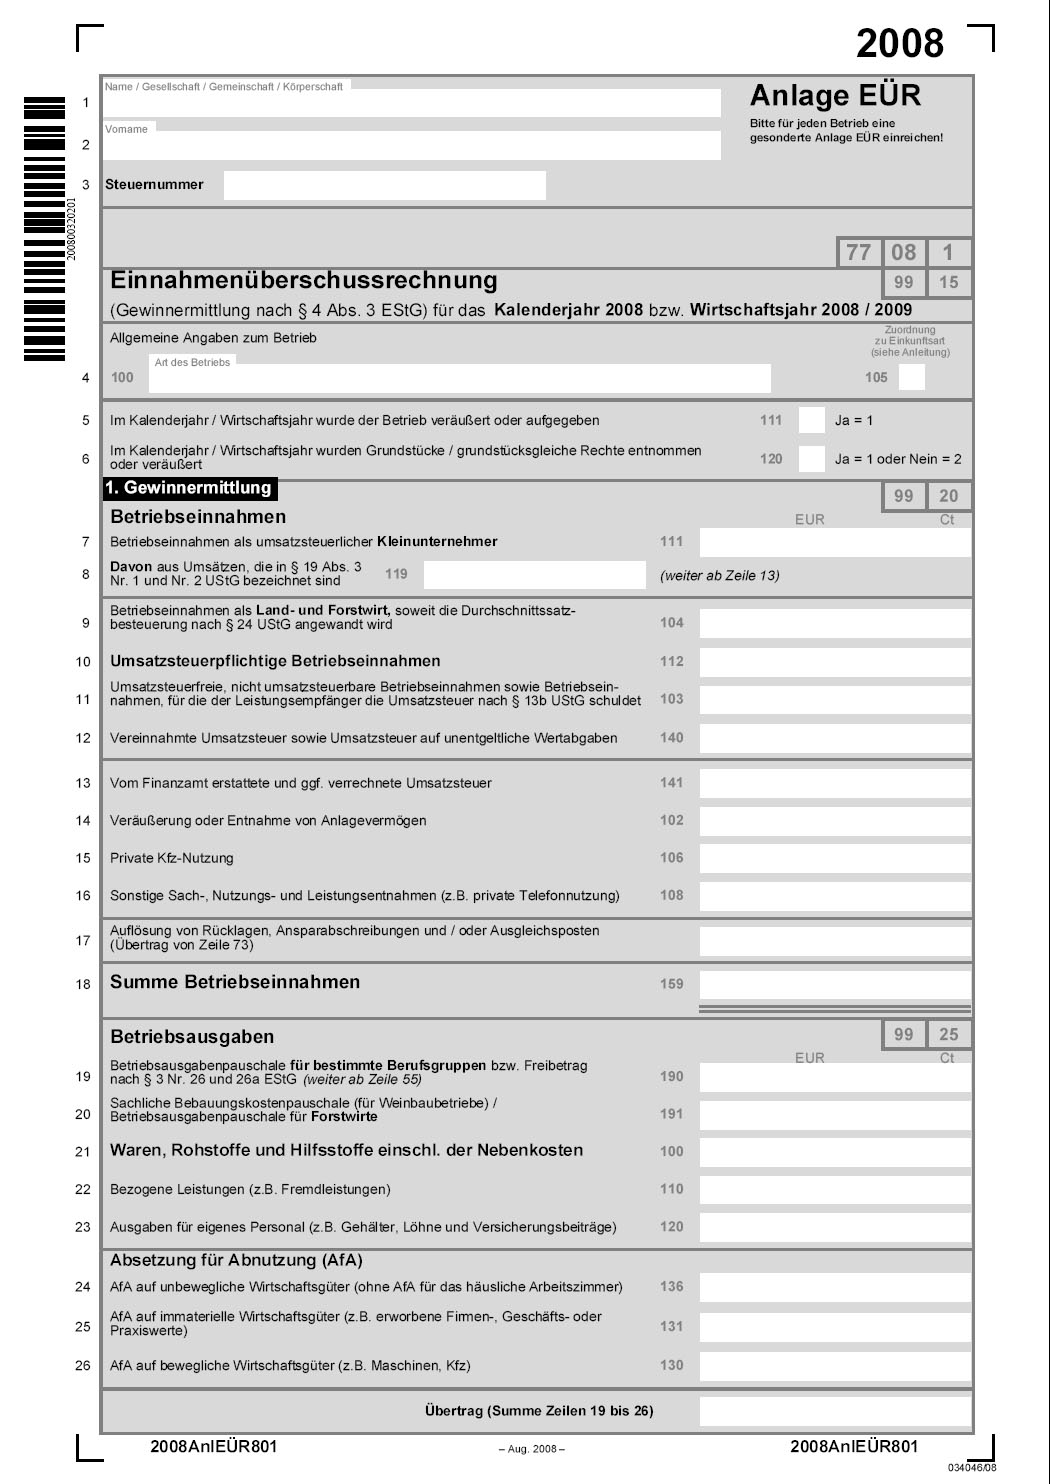 2008
Name / Gesellschaft / Gemeinschaft / Körperschaft
1
Anlage EÜR
Bitte für jeden Betrieb eine
gesonderte Anlage EÜR einreichen!
Vorname
2
3 Steuernummer
200800320201
77 08 1
Einnahmenüberschussrechnung 99 15
(Gewinnermittlung nach § 4 Abs. 3 EStG) für das Kalenderjahr 2008 bzw. Wirtschaftsjahr 2008 / 2009
Allgemeine Angaben zum Betrieb
Zuordnung
zu Einkunftsart
(siehe Anleitung)
Art des Betriebs
4 100 105
5 Im Kalenderjahr / Wirtschaftsjahr wurde der Betrieb veräußert oder aufgegeben 111 Ja = 1
6 Im Kalenderjahr / Wirtschaftsjahr wurden Grundstücke / grundstücksgleiche Rechte entnommen
oder veräußert 120 Ja = 1 oder Nein = 2
1. Gewinnermittlung 99 20
Betriebseinnahmen EUR Ct
7 Betriebseinnahmen als umsatzsteuerlicher Kleinunternehmer 111
8 Davon aus Umsätzen, die in § 19 Abs. 3
Nr. 1 und Nr. 2 UStG bezeichnet sind 119 (weiter ab Zeile 13)
9 Betriebseinnahmen als Land- und Forstwirt, soweit die Durchschnittssatz-
besteuerung nach § 24 UStG angewandt wird 104
10 Umsatzsteuerpflichtige Betriebseinnahmen 112
11 Umsatzsteuerfreie, nicht umsatzsteuerbare Betriebseinnahmen sowie Betriebsein-
nahmen, für die der Leistungsempfänger die Umsatzsteuer nach § 13b UStG schuldet 103
12 Vereinnahmte Umsatzsteuer sowie Umsatzsteuer auf unentgeltliche Wertabgaben 140
13 Vom Finanzamt erstattete und ggf. verrechnete Umsatzsteuer 141
14 Veräußerung oder Entnahme von Anlagevermögen 102
15 Private Kfz-Nutzung 106
16 Sonstige Sach-, Nutzungs- und Leistungsentnahmen (z.B. private Telefonnutzung) 108
17 Auflösung von Rücklagen, Ansparabschreibungen und / oder Ausgleichsposten
(Übertrag von Zeile 73)
18 Summe Betriebseinnahmen 159
Betriebsausgaben 99 25
EUR Ct
19 Betriebsausgabenpauschale für bestimmte Berufsgruppen bzw. Freibetrag
nach § 3 Nr. 26 und 26a EStG (weiter ab Zeile 55) 190
20 Sachliche Bebauungskostenpauschale (für Weinbaubetriebe) /
Betriebsausgabenpauschale für Forstwirte 191
21 Waren, Rohstoffe und Hilfsstoffe einschl. der Nebenkosten 100
22 Bezogene Leistungen (z.B. Fremdleistungen) 110
23 Ausgaben für eigenes Personal (z.B. Gehälter, Löhne und Versicherungsbeiträge) 120
Absetzung für Abnutzung (AfA)
24 AfA auf unbewegliche Wirtschaftsgüter (ohne AfA für das häusliche Arbeitszimmer) 136
25 AfA auf immaterielle Wirtschaftsgüter (z.B. erworbene Firmen-, Geschäfts- oder
Praxiswerte) 131
26 AfA auf bewegliche Wirtschaftsgüter (z.B. Maschinen, Kfz) 130
Übertrag (Summe Zeilen 19 bis 26)
2008AnlEÜR801 – Aug. 2008 – 2008AnlEÜR801
034046/08